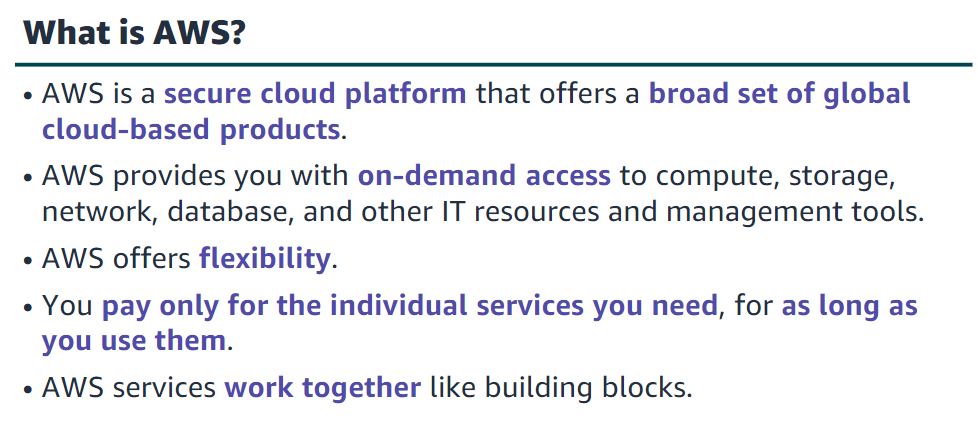 What is AWS?
• AWS is a secure cloud platform that offers a broad set of global
cloud-based products.
• AWS provides you with on-demand access to compute, storage,
network, database, and other IT resources and management tools.
• AWS offers flexibility.
• You pay only for the individual services you need, for as long as
you use them.
• AWS services work together like building blocks.